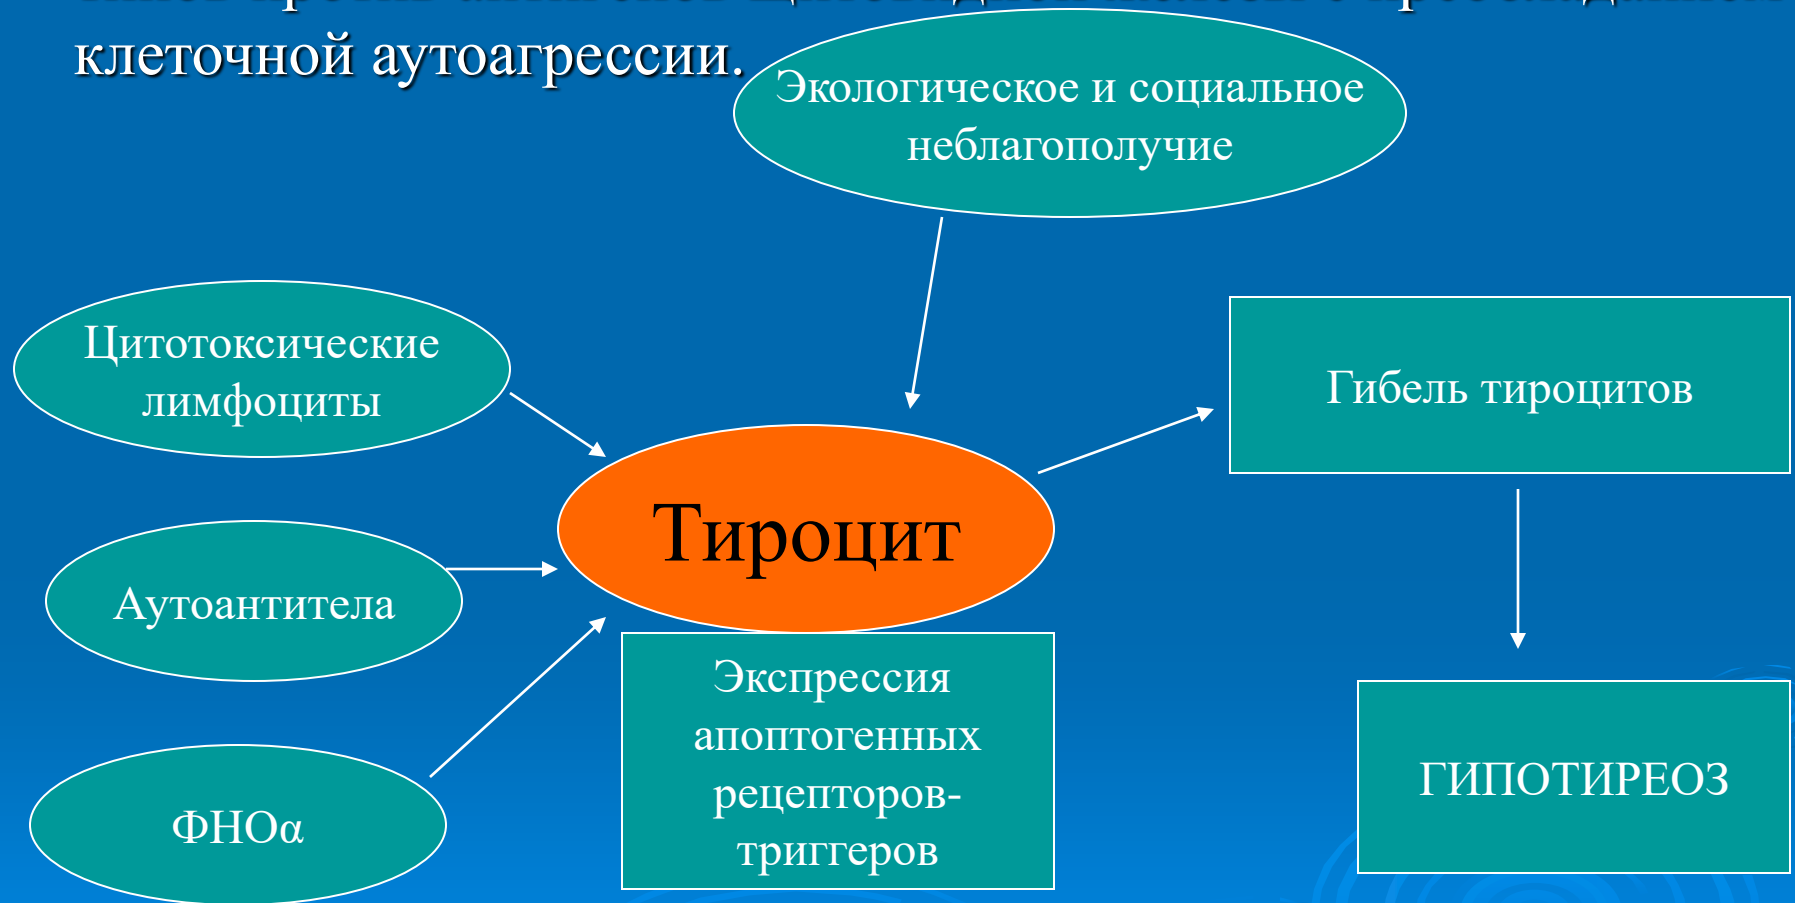 клеточной аутоагрессии.
Экологическое и социальное
неблагополучие
Цитотоксические
лимфоциты
Гибель тироцитов
Тироцит
Аутоантитела
Экспрессия
апоптогенных
рецепторов-
триггеров
ГИПОТИРЕОЗ
ФНОα